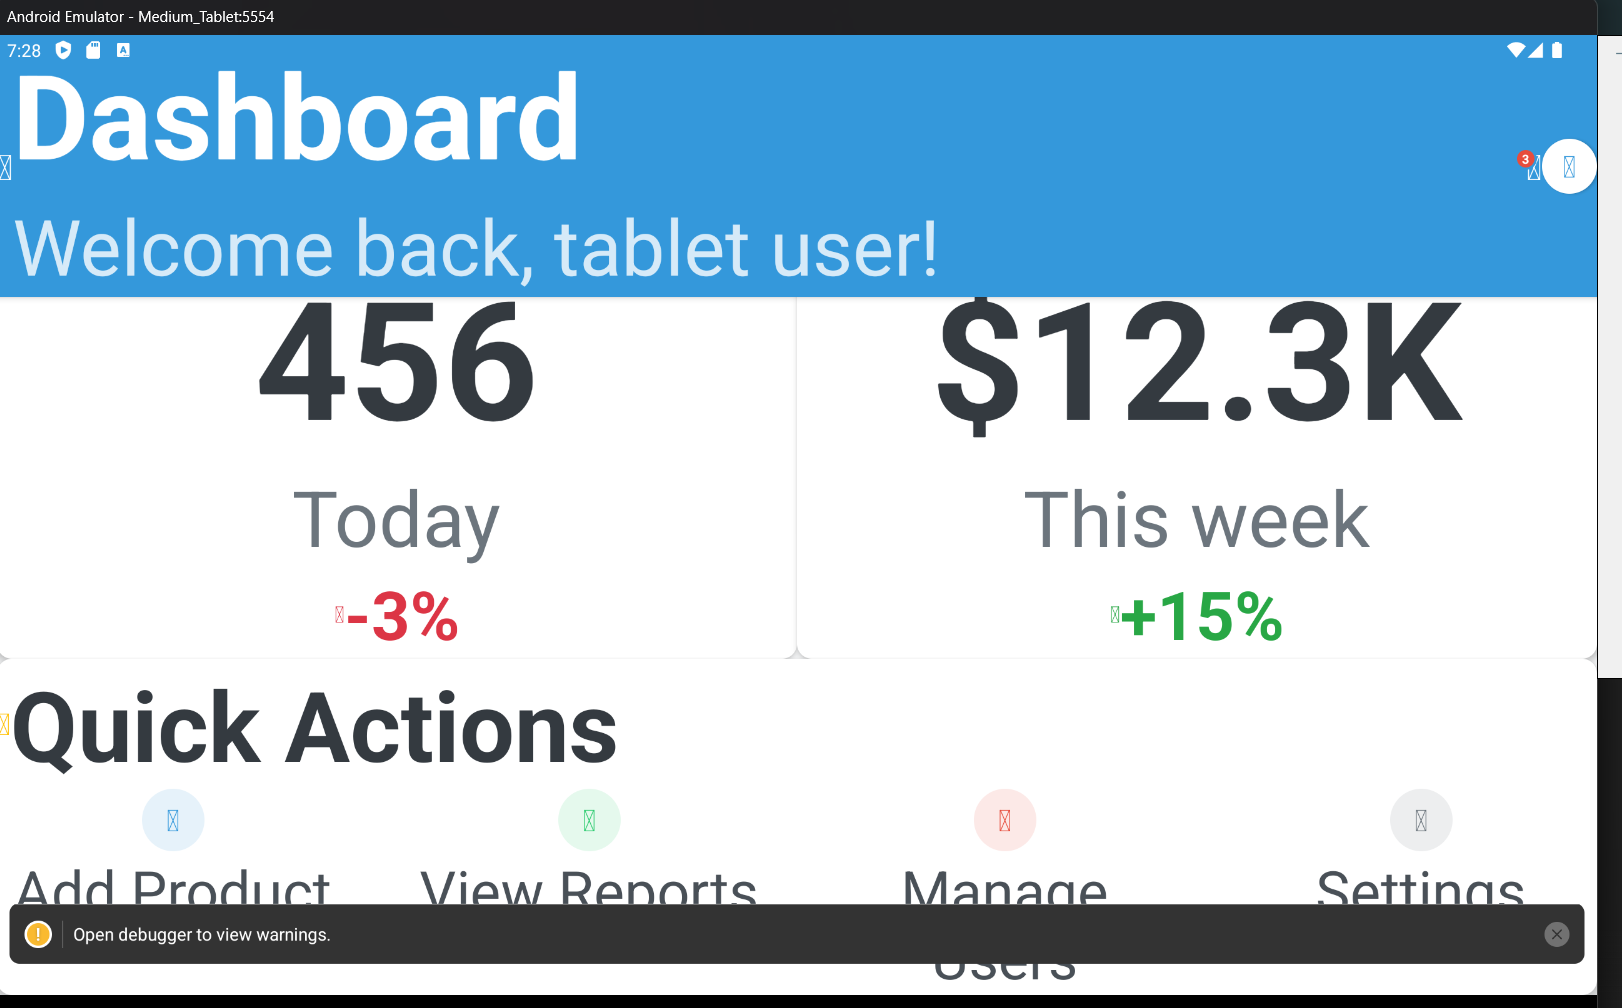 Android Emulator - Medium_Tablet:5554
7:28
Dashboard
3
Welcome back, tablet user!
456
$12.3K
Today
This week
-3%
+15%
Quick Actions
Add Product
View Reports
Manage
Users
Settings
Open debugger to view warnings.